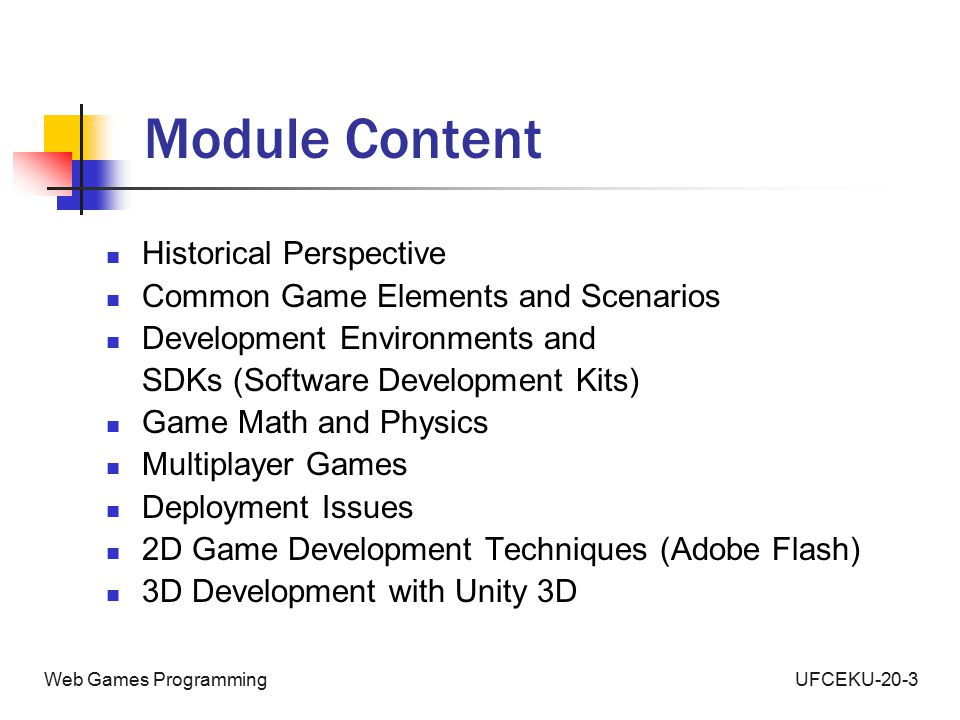 Module Content
Historical Perspective
Common Game Elements and Scenarios
Development Environments and
SDKs (Software Development Kits)
Game Math and Physics
Multiplayer Games
Deployment Issues
2D Game Development Techniques (Adobe Flash)
3D Development with Unity 3D
Web Games Programming UFCEKU-20-3